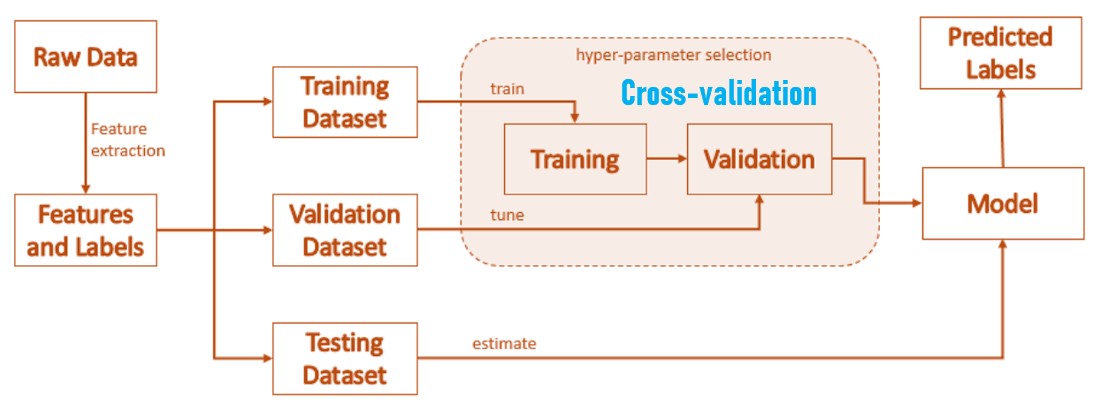 Raw Data
Feature
extraction
Features
and Labels
Training
Dataset
Validation
Dataset
Testing
Dataset
train
tune
estimate
hyper-parameter selection
Cross-validation
Training
Validation
Model
Predicted
Labels